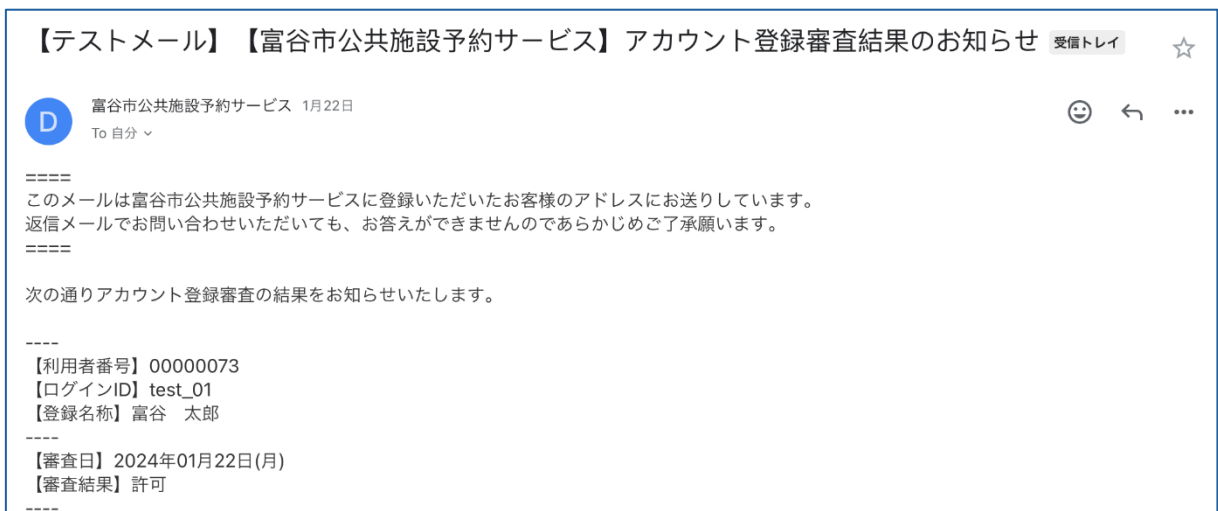 【テストメール】【富谷市公共施設予約サービス】アカウント登録審査結果のお知らせ 受信トレイ
D
富谷市公共施設予約サービス 1月22日
To 自分
====
このメールは富谷市公共施設予約サービスに登録いただいたお客様のアドレスにお送りしています。
返信メールでお問い合わせいただいても、お答えができませんのであらかじめご了承願います。
====
次の通りアカウント登録審査の結果をお知らせいたします。
----
【利用者番号】00000073
【ログインID】test_01
【登録名称】富谷　太郎
----
【審査日】2024年01月22日(月)
【審査結果】許可
----